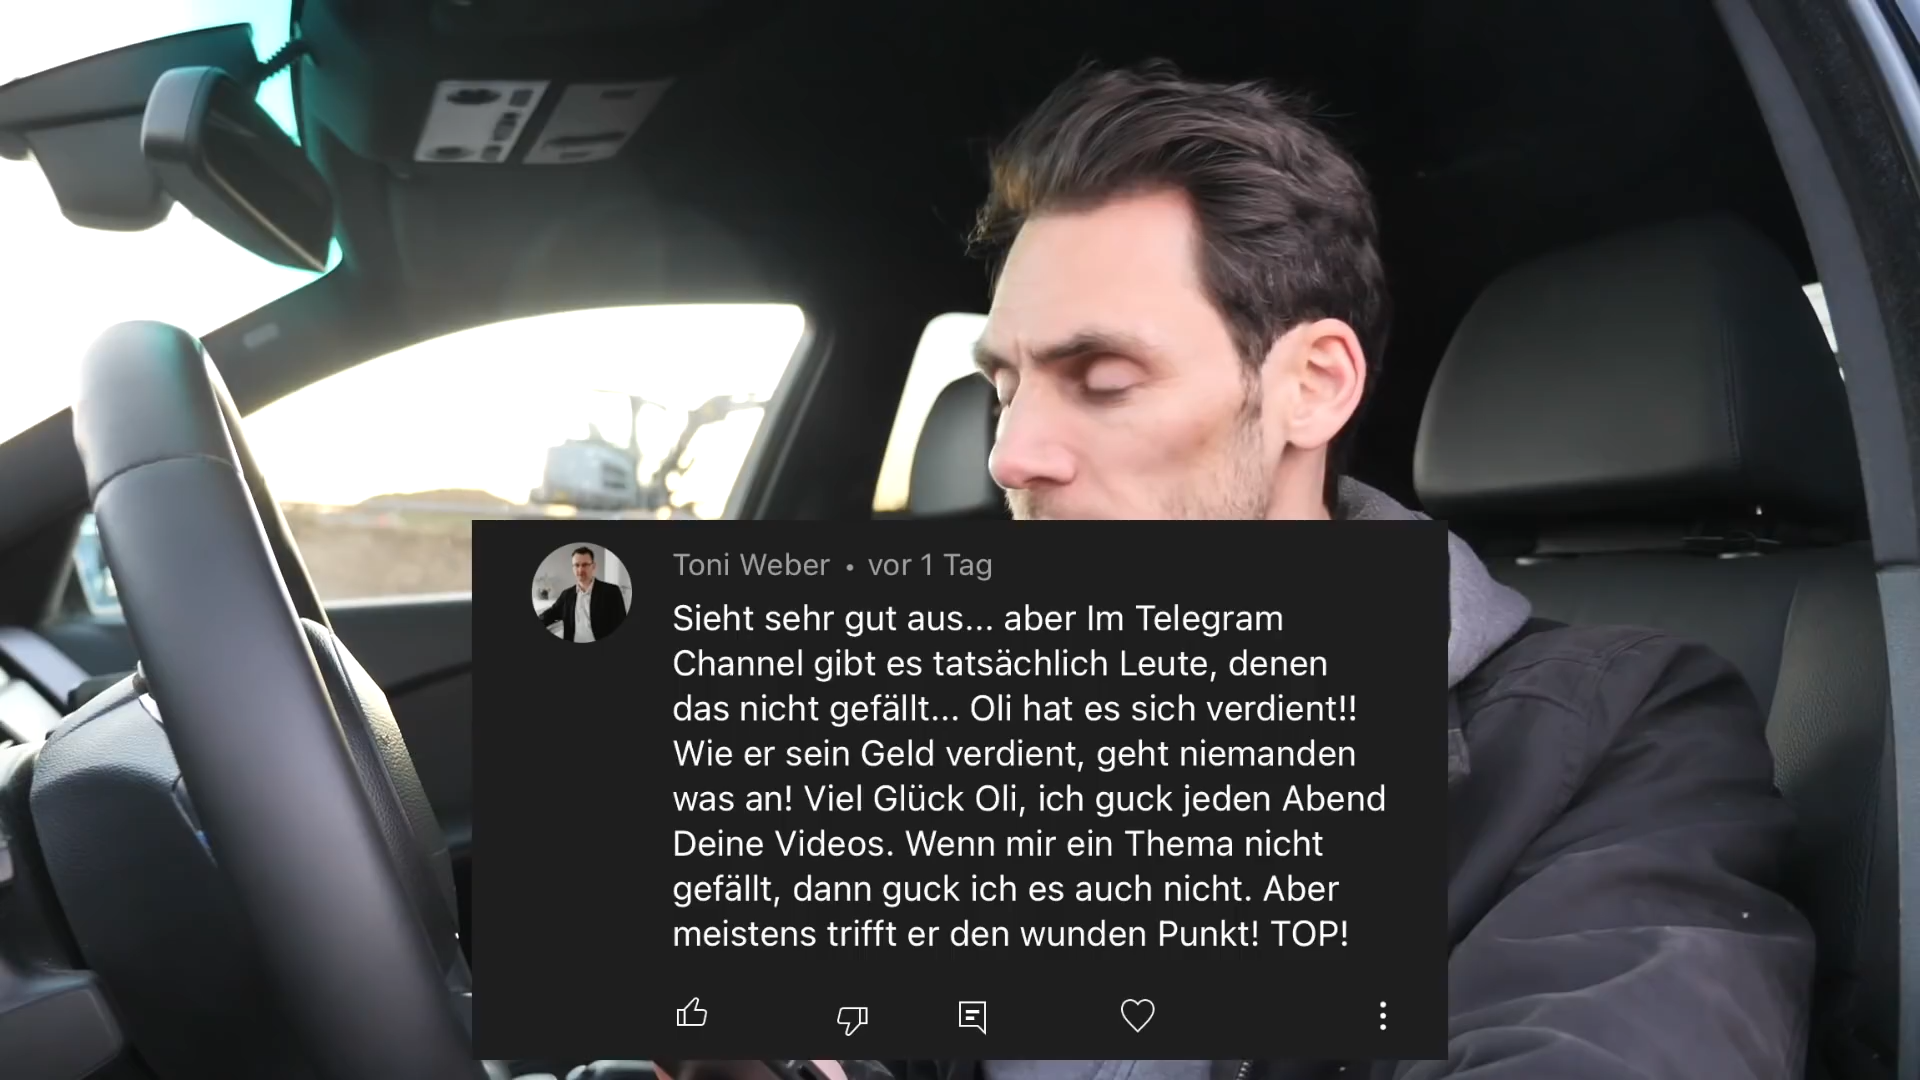 Toni Weber • vor 1 Tag
Sieht sehr gut aus... aber Im Telegram
Channel gibt es tatsächlich Leute, denen
das nicht gefällt... Oli hat es sich verdient!!
Wie er sein Geld verdient, geht niemanden
was an! Viel Glück Oli, ich guck jeden Abend
Deine Videos. Wenn mir ein Thema nicht
gefällt, dann guck ich es auch nicht. Aber
meistens trifft er den wunden Punkt! TOP!